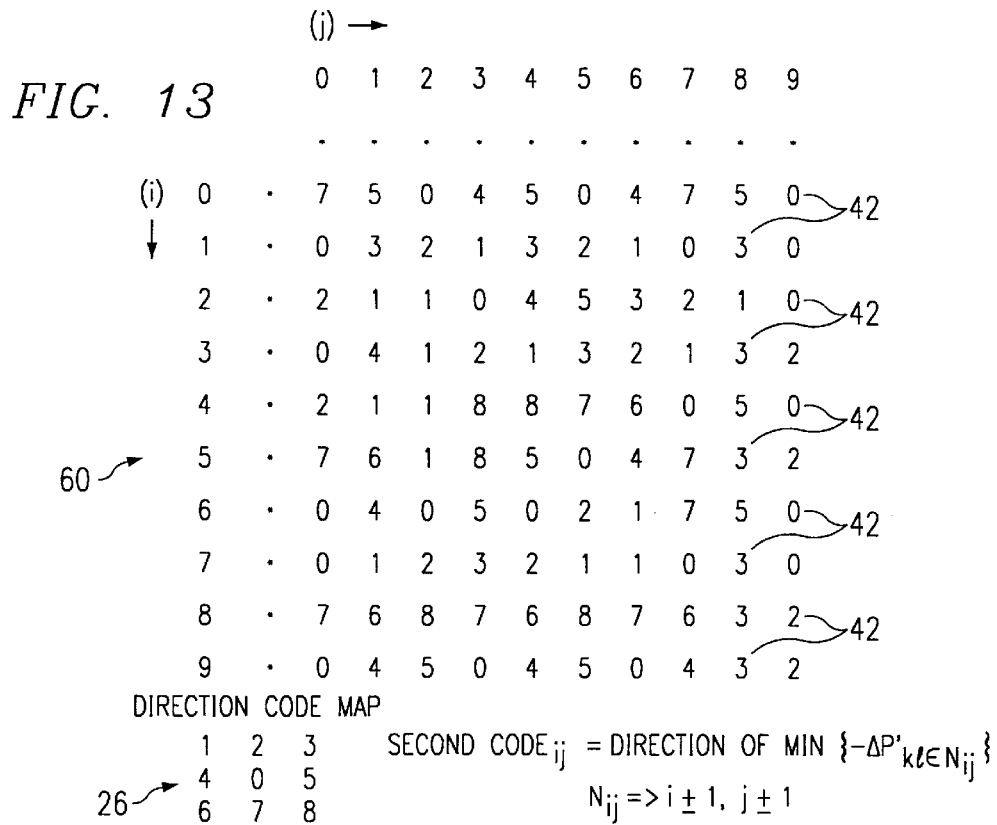 (j) →
0 1 2 3 4 5 6 7 8 9
FIG. 13
. . . . . . . . . .
(i) 0 · 7 5 0 4 5 0 4 7 5 0 42
1 · 0 3 2 1 3 2 1 0 3 0
2 · 2 1 1 0 4 5 3 2 1 0 42
3 · 0 4 1 2 1 3 2 1 3 2
4 · 2 1 1 8 8 7 6 0 5 0 42
5 · 7 6 1 8 5 0 4 7 3 2
60
6 · 0 4 0 5 0 2 1 7 5 0 42
7 · 0 1 2 3 2 1 1 0 3 0
8 · 7 6 8 7 6 8 7 6 3 2 42
9 · 0 4 5 0 4 5 0 4 3 2
DIRECTION CODE MAP
1 2 3
4 0 5
6 7 8
26
SECOND CODE ij = DIRECTION OF MIN {-ΔP'kℓ∈Nij}
Nij => i ± 1, j ± 1